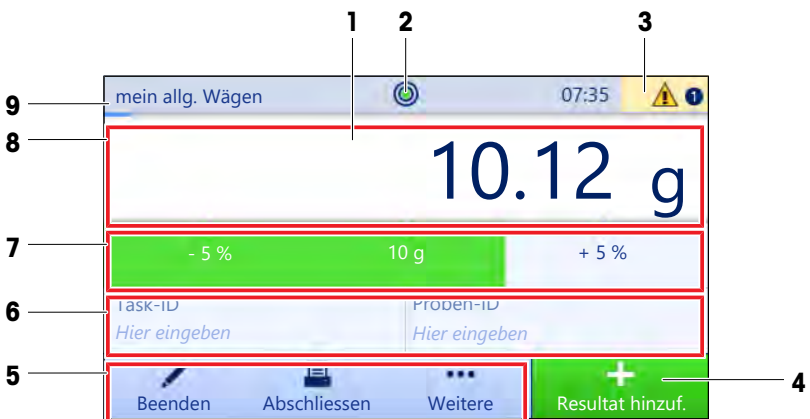 1 2 3
9 mein allg. Wägen 07:35 1
8 10.12 g
7 - 5 % 10 g + 5 %
6 Task-ID Proben-ID
Hier eingeben Hier eingeben
5 Beenden Abschliessen Weitere Resultat hinzuf. 4